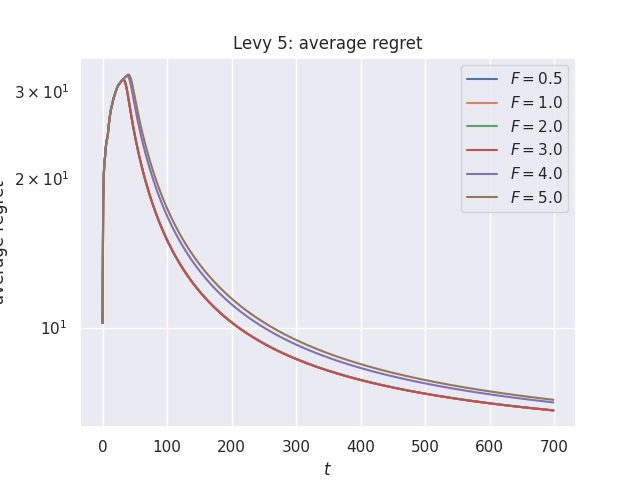 Levy 5: average regret
average regret
3 × 10¹
2 × 10¹
10¹
F = 0.5
F = 1.0
F = 2.0
F = 3.0
F = 4.0
F = 5.0
0 100 200 300 400 500 600 700
t